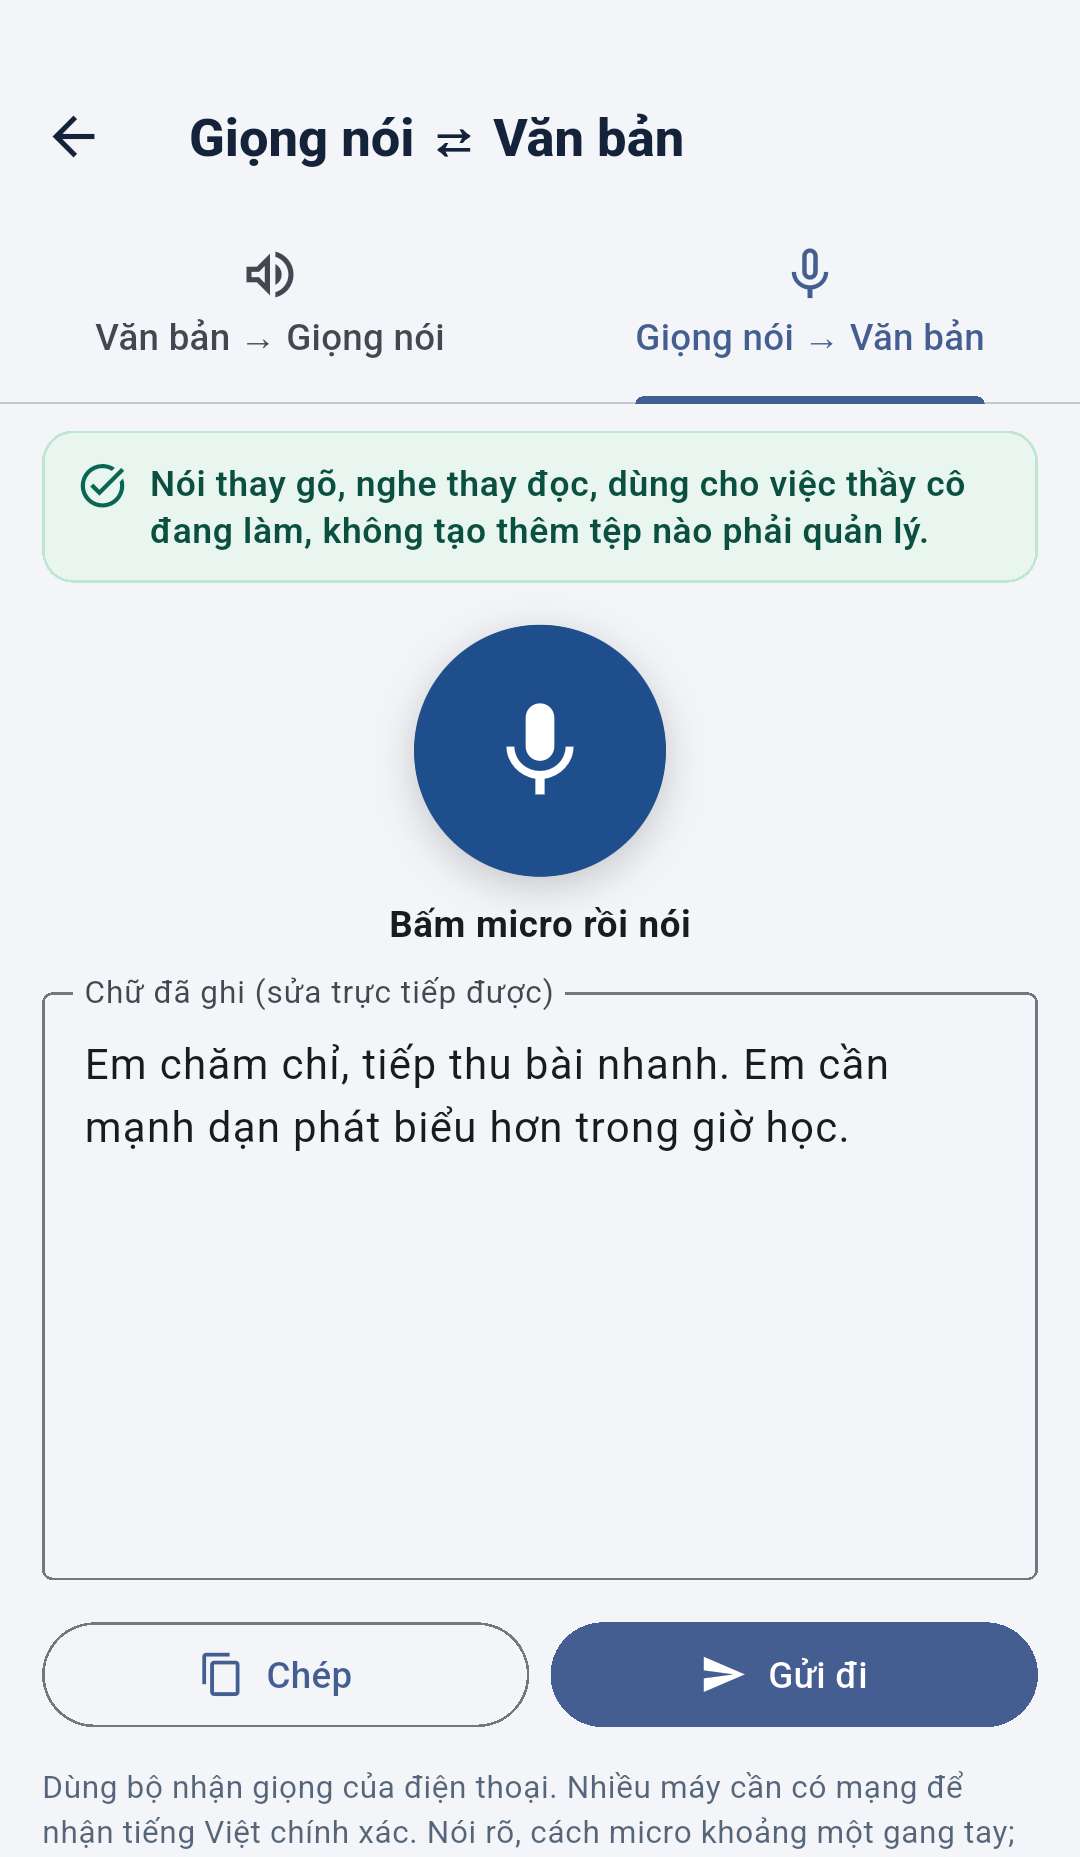 Giọng nói ⇄ Văn bản
Văn bản → Giọng nói
Giọng nói → Văn bản
Nói thay gõ, nghe thay đọc, dùng cho việc thầy cô
đang làm, không tạo thêm tệp nào phải quản lý.
Bấm micro rồi nói
Chữ đã ghi (sửa trực tiếp được)
Em chăm chỉ, tiếp thu bài nhanh. Em cần
mạnh dạn phát biểu hơn trong giờ học.
Chép
Gửi đi
Dùng bộ nhận giọng của điện thoại. Nhiều máy cần có mạng để
nhận tiếng Việt chính xác. Nói rõ, cách micro khoảng một gang tay;